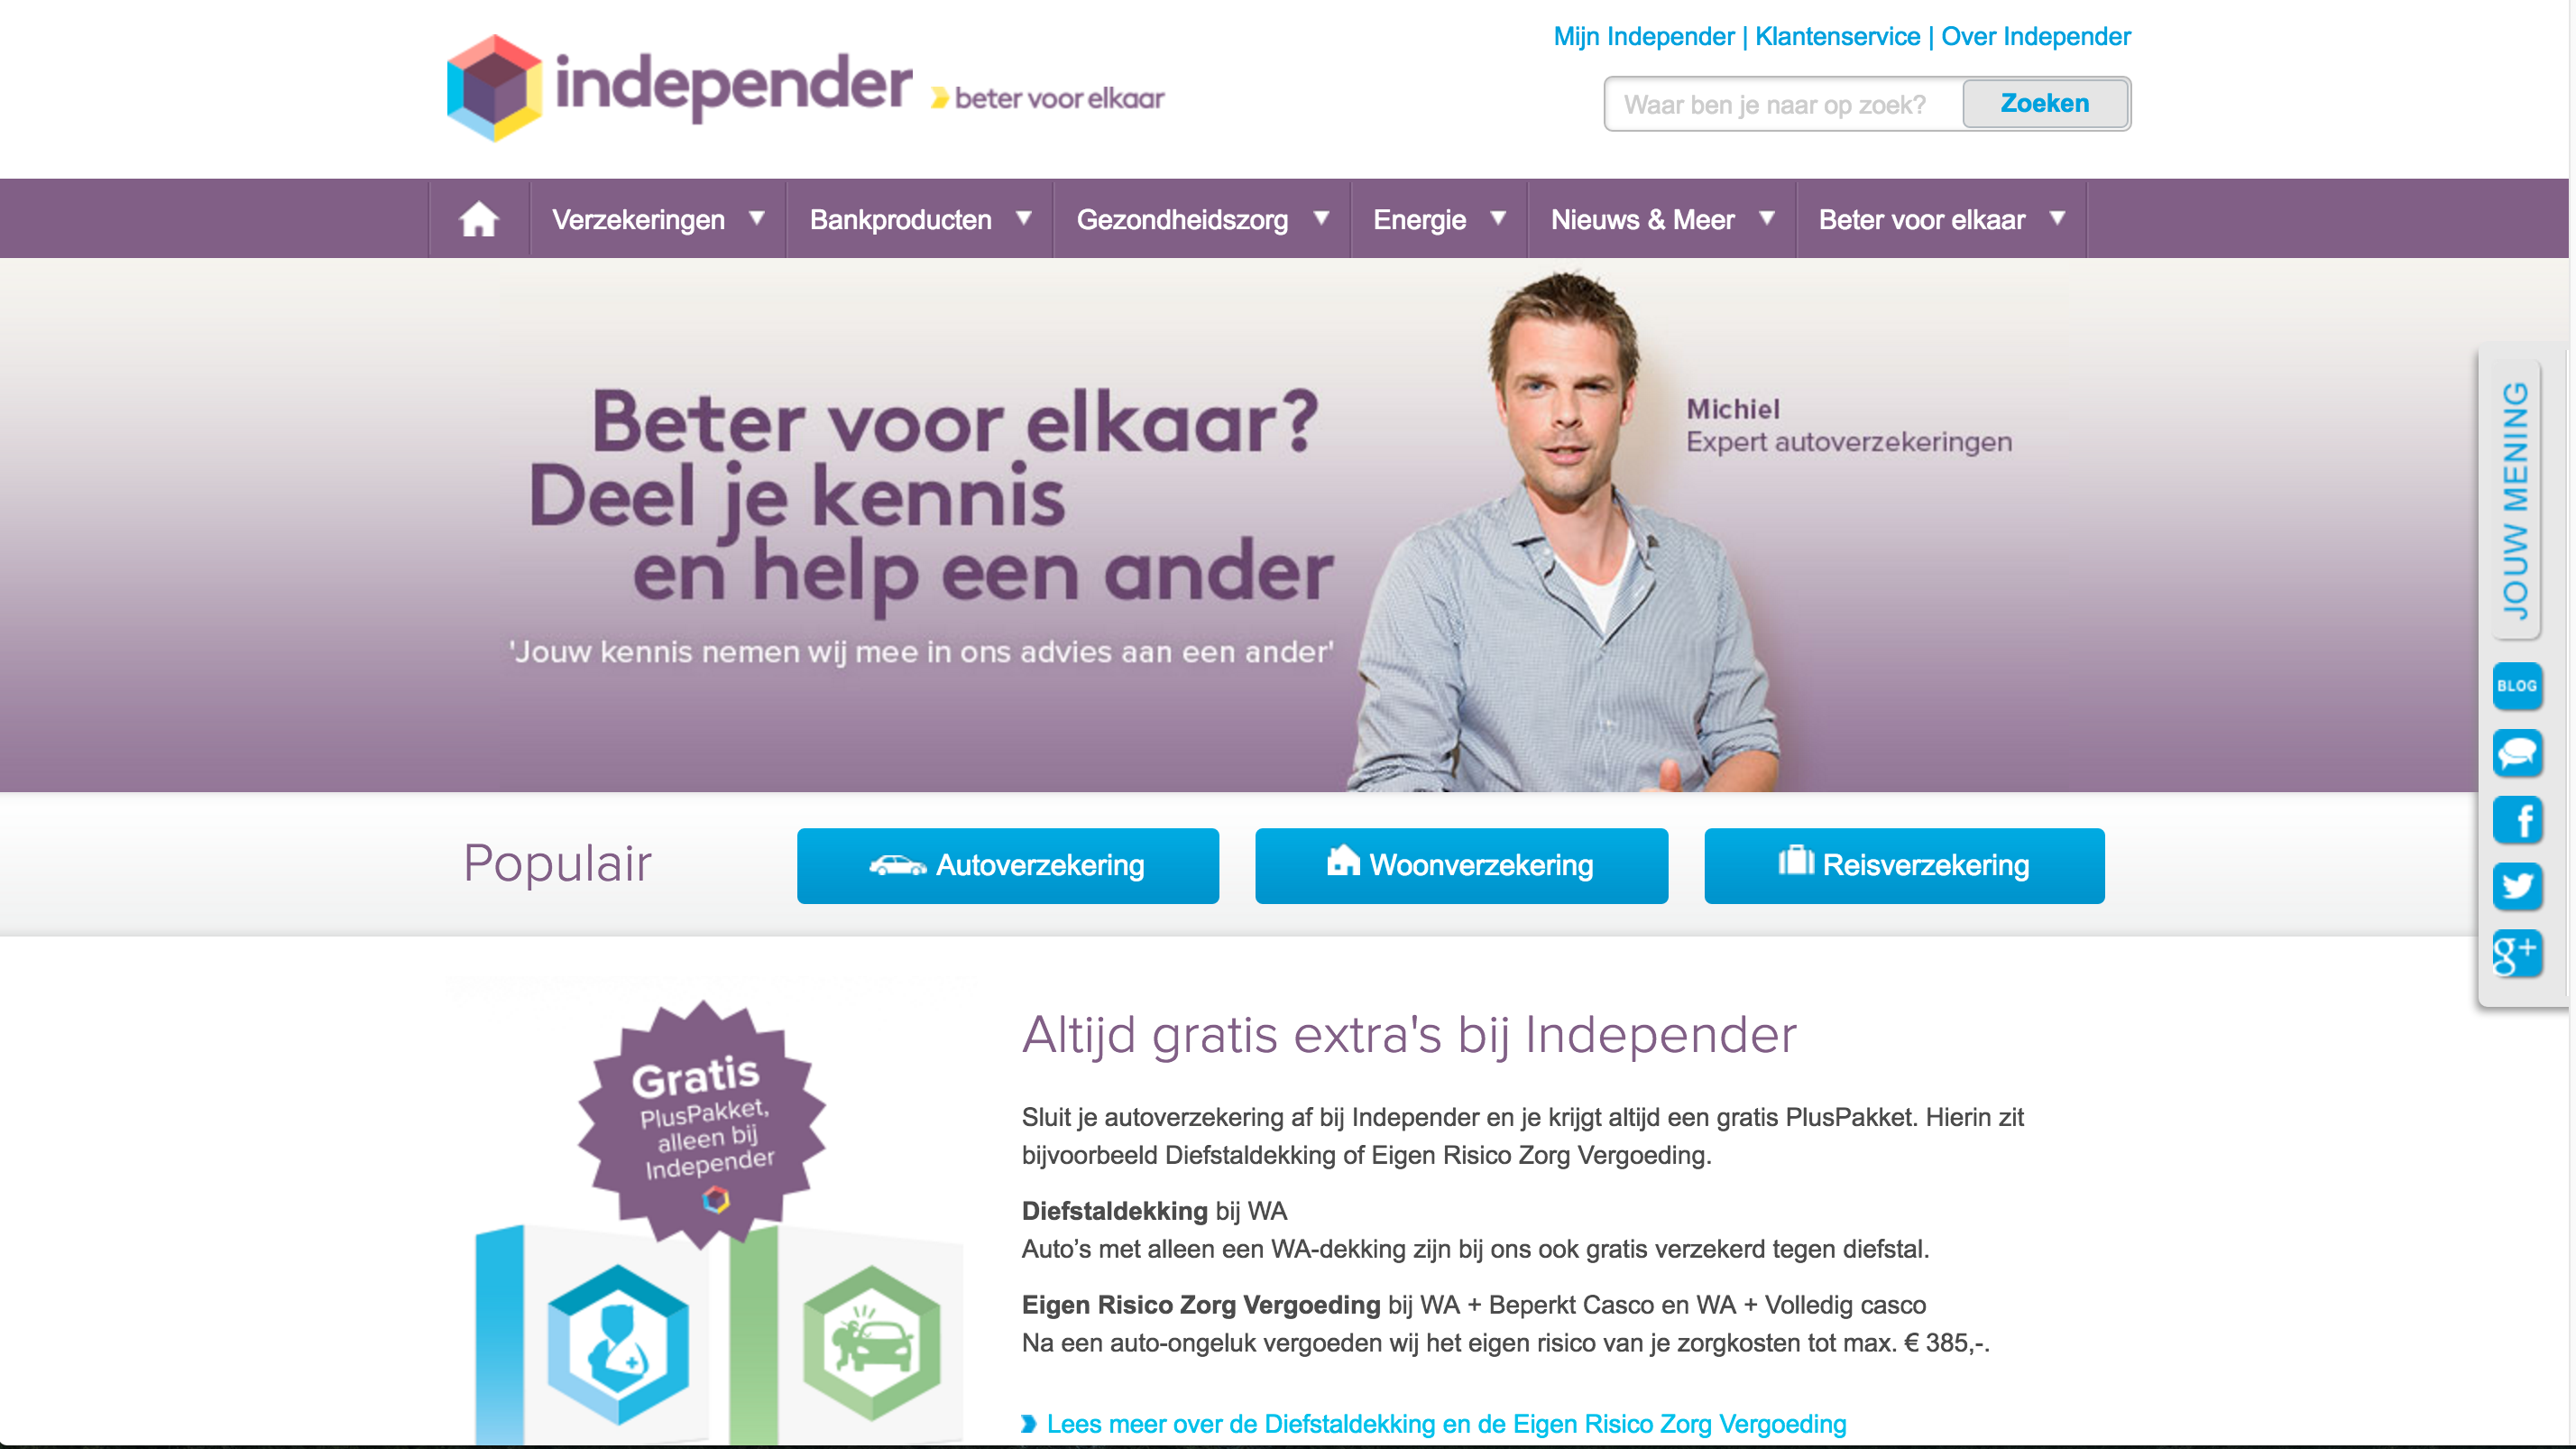 independer
beter voor elkaar
Mijn Independer | Klantenservice | Over Independer
Waar ben je naar op zoek?
Zoeken
Verzekeringen
Bankproducten
Gezondheidszorg
Energie
Nieuws & Meer
Beter voor elkaar
Beter voor elkaar?
Deel je kennis
en help een ander
'Jouw kennis nemen wij mee in ons advies aan een ander'
Michiel
Expert autoverzekeringen
JOUW MENING
BLOG
f
g+
Populair
Autoverzekering
Woonverzekering
Reisverzekering
Gratis
PlusPakket,
alleen bij
Independer
Altijd gratis extra's bij Independer
Sluit je autoverzekering af bij Independer en je krijgt altijd een gratis PlusPakket. Hierin zit
bijvoorbeeld Diefstaldekking of Eigen Risico Zorg Vergoeding.
Diefstaldekking bij WA
Auto’s met alleen een WA-dekking zijn bij ons ook gratis verzekerd tegen diefstal.
Eigen Risico Zorg Vergoeding bij WA + Beperkt Casco en WA + Volledig casco
Na een auto-ongeluk vergoeden wij het eigen risico van je zorgkosten tot max. € 385,-.
Lees meer over de Diefstaldekking en de Eigen Risico Zorg Vergoeding